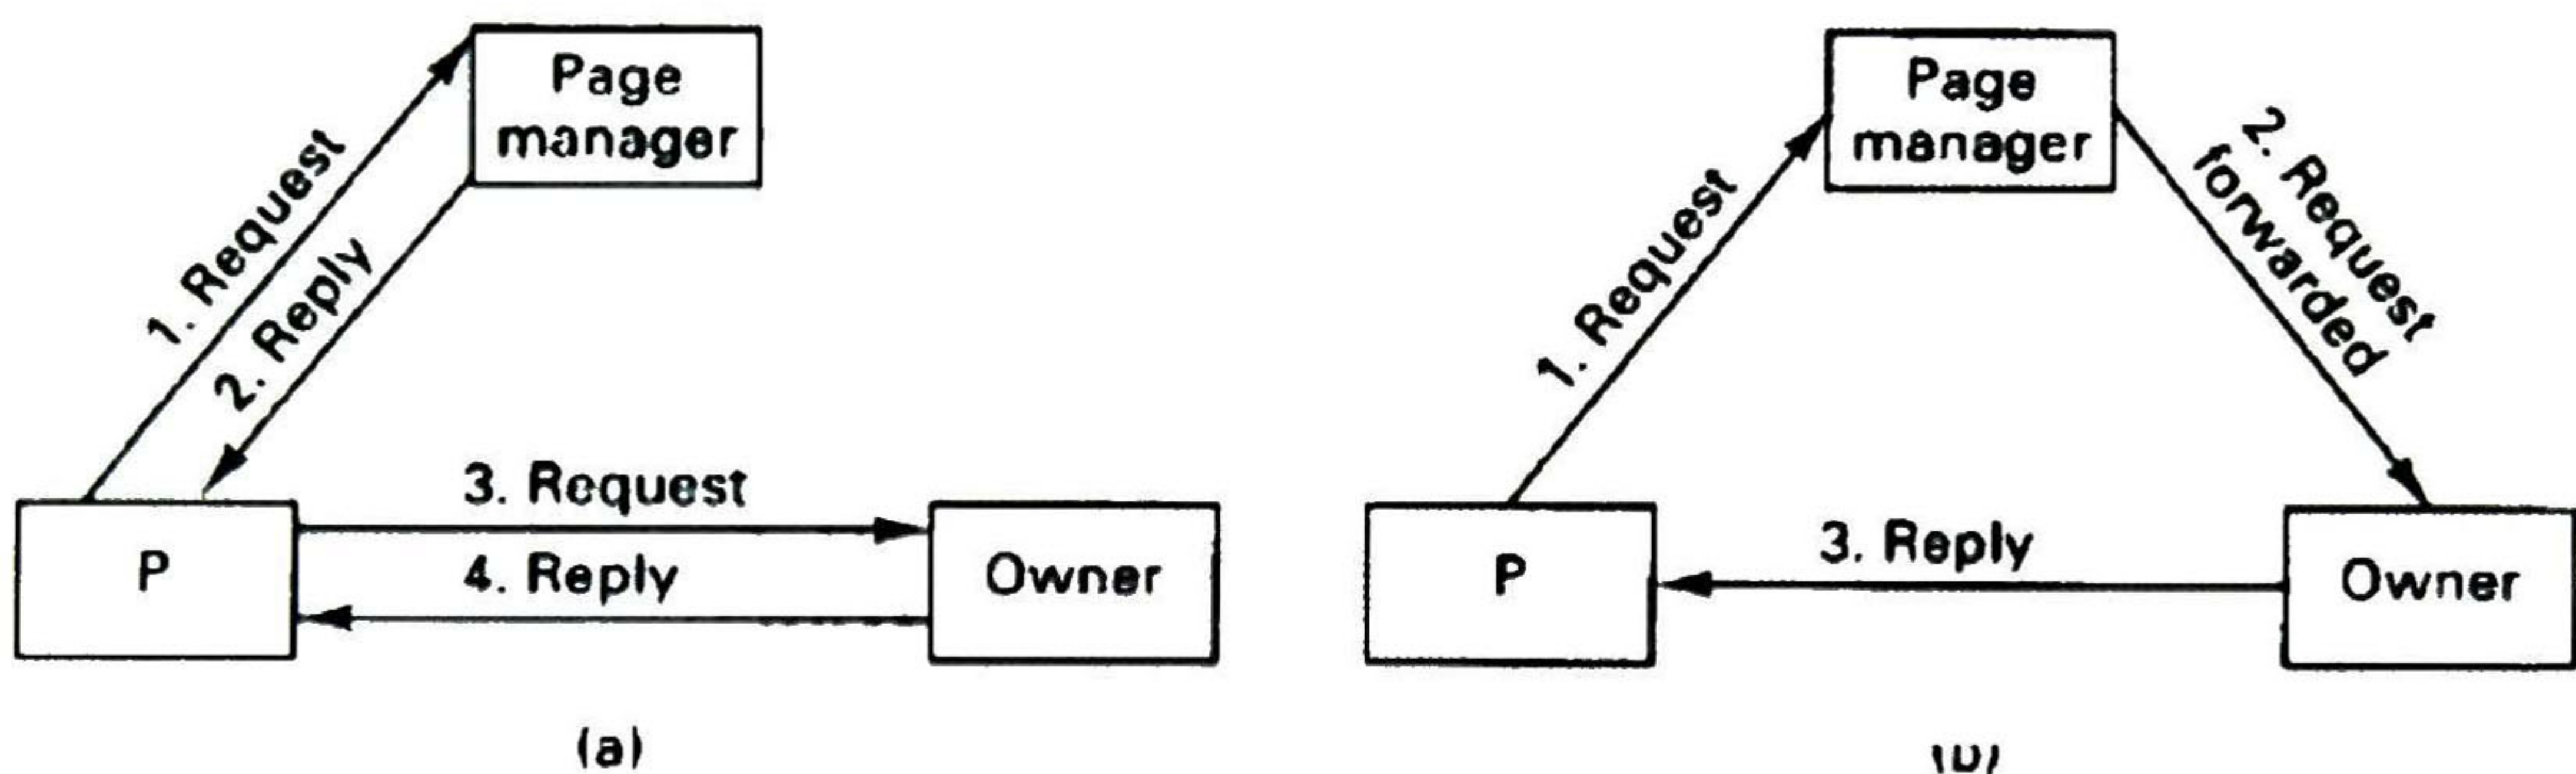 Page
manager
1. Request
2. Reply
3. Request
4. Reply
P
Owner
(a)
Page
manager
1. Request
2. Request
forwarded
3. Reply
P
Owner
(b)